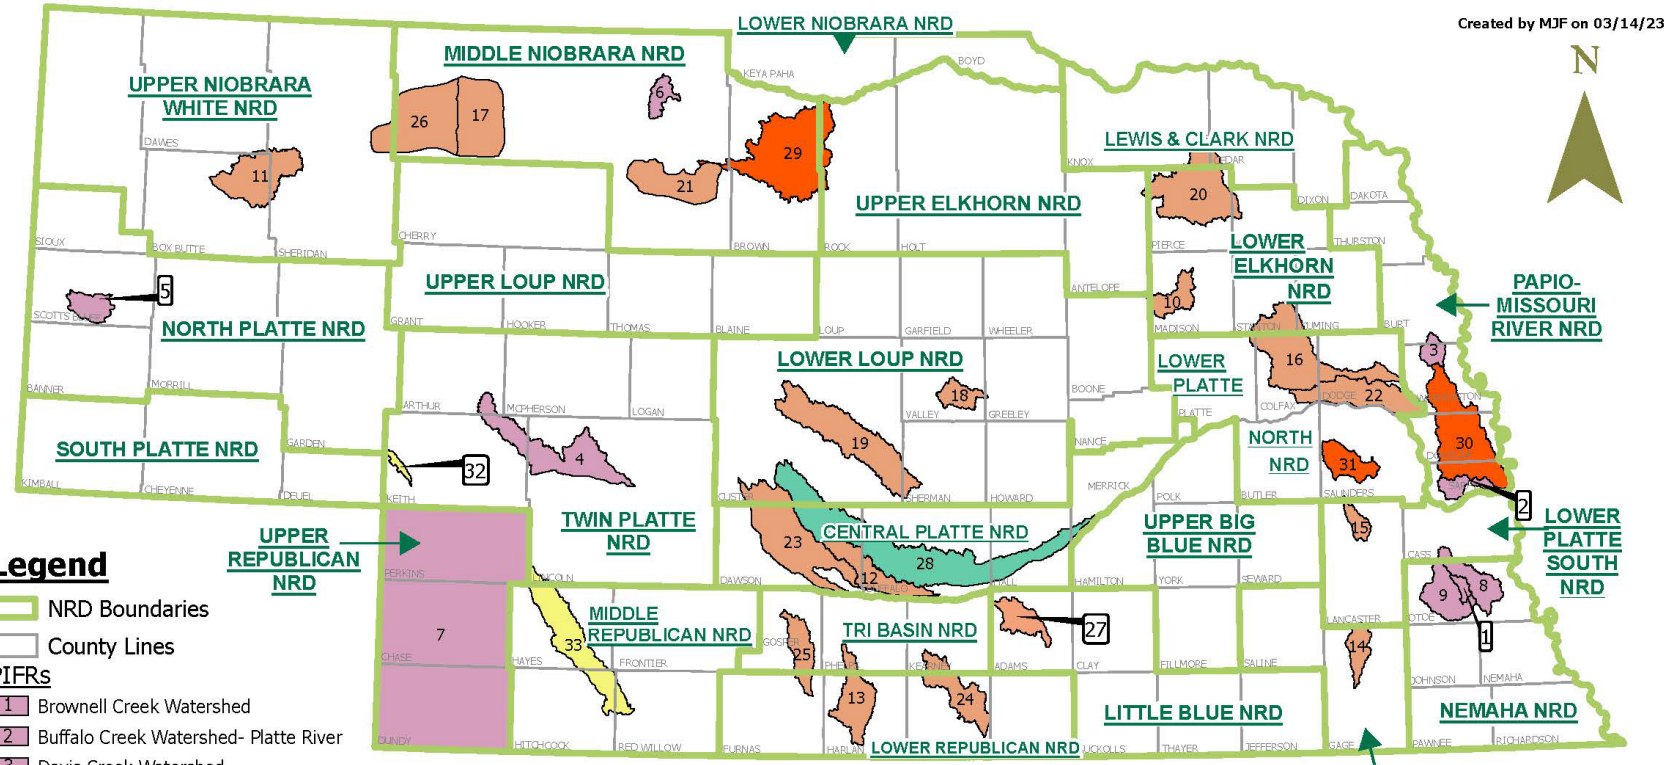 Created by MJF on 03/14/23
N
LOWER NIOBRARA NRD
MIDDLE NIOBRARA NRD
UPPER NIOBRARA
WHITE NRD
KEYA PAHA
BOYD
6
26
17
29
DAWES
11
21
LEWIS & CLARK NRD
KNOX
CEDAR
20
DIXON
DAKOTA
UPPER ELKHORN NRD
SIOUX
BOX BUTTE
SHERIDAN
CHERRY
BROWN
ROCK
HOLT
PIERCE
THURSTON
LOWER
ELKHORN
NRD
5
SCOTTS BLUFF
NORTH PLATTE NRD
UPPER LOUP NRD
ANTELOPE
10
PAPIO-
MISSOURI
RIVER NRD
GRANT
HOOKER
THOMAS
BLAINE
LOUP
GARFIELD
WHEELER
MADISON
STANTON
CUMING
BURT
3
LOWER LOUP NRD
LOWER
PLATTE
NORTH
NRD
16
22
BANNER
MORRILL
ARTHUR
MCPHERSON
LOGAN
18
VALLEY
GREELEY
BOONE
PLATTE
COLFAX
DODGE
WASHINGTON
SOUTH PLATTE NRD
GARDEN
32
4
19
NANCE
31
30
DOUGLAS
SARPY
2
KIMBALL
CHEYENNE
DEUEL
KEITH
CUSTER
SHERMAN
HOWARD
MERRICK
POLK
BUTLER
SAUNDERS
UPPER
REPUBLICAN
NRD
TWIN PLATTE
NRD
23
CENTRAL PLATTE NRD
28
12
UPPER BIG
BLUE NRD
15
LOWER
PLATTE
SOUTH
NRD
CASS
PERKINS
LINCOLN
DAWSON
BUFFALO
HALL
HAMILTON
YORK
SEWARD
9
8
1
OTOE
LANCASTER
7
33
MIDDLE
REPUBLICAN NRD
GOSPER
25
TRI BASIN NRD
27
14
CHASE
HAYES
FRONTIER
PHELPS
KEARNEY
ADAMS
CLAY
FILLMORE
SALINE
JOHNSON
NEMAHA
13
24
LITTLE BLUE NRD
NEMAHA NRD
DUNDY
HITCHCOCK
RED WILLOW
FURNAS
HARLAN
LOWER REPUBLICAN NRD
THAYER
JEFFERSON
GAGE
PAWNEE
RICHARDSON
Legend
NRD Boundaries
County Lines
PIFRs
1 Brownell Creek Watershed
2 Buffalo Creek Watershed- Platte River